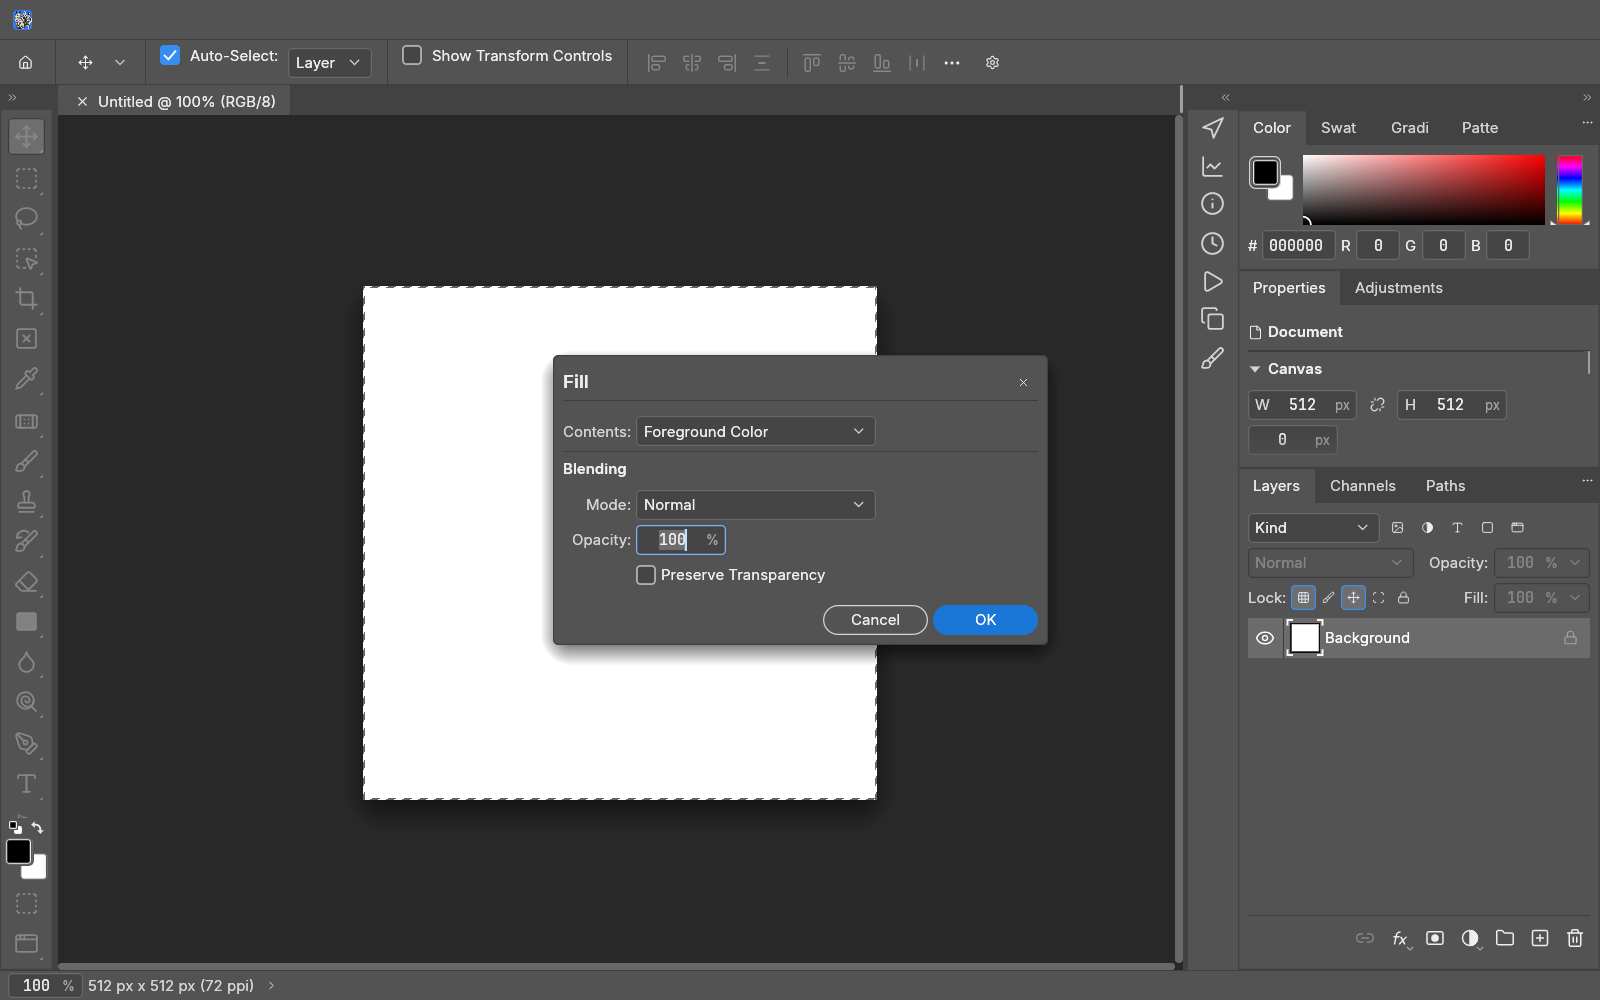 Auto-Select: Layer Show Transform Controls
Untitled @ 100% (RGB/8)
Color Swat Gradi Patte
# 000000 R 0 G 0 B 0
Properties Adjustments
Document
Canvas
W 512 px H 512 px
0 px
Fill
Contents: Foreground Color
Blending
Mode: Normal
Opacity: 100 %
Preserve Transparency
Cancel OK
Layers Channels Paths
Kind
Normal Opacity: 100 %
Lock: Fill: 100 %
Background
100 % 512 px x 512 px (72 ppi)